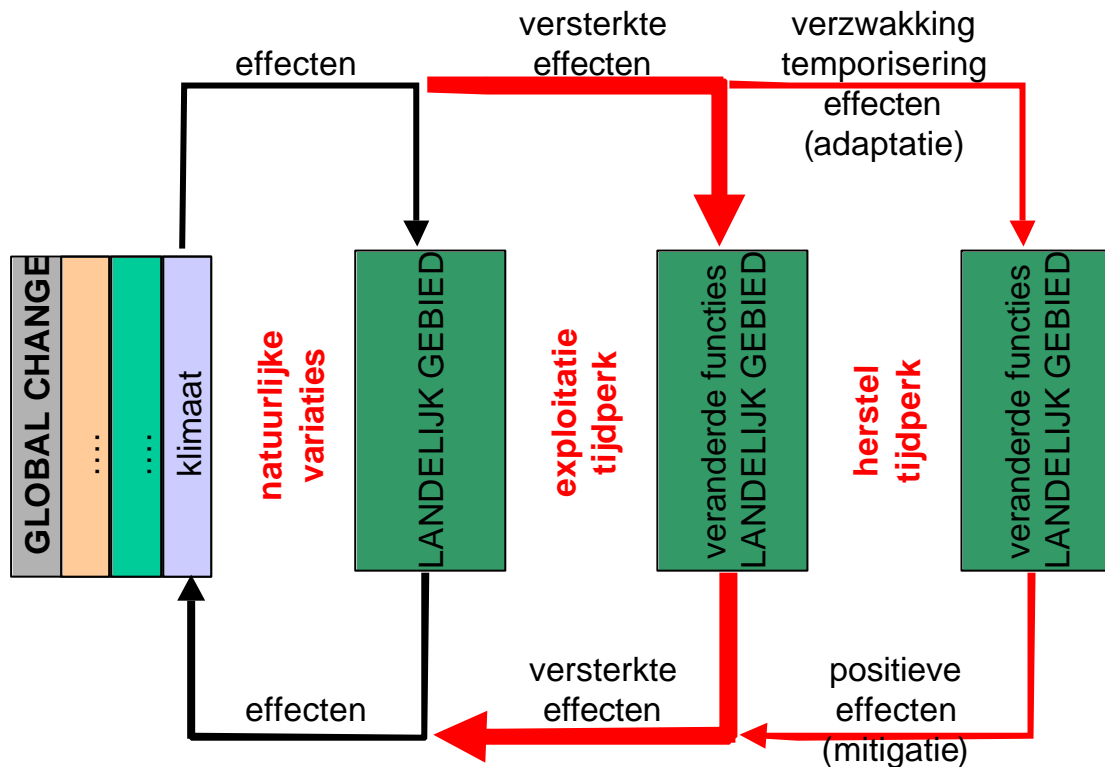 effecten
versterkte
effecten
verzwakking
temporisering
effecten
(adaptatie)
GLOBAL CHANGE
....
....
klimaat
natuurlijke
variaties
LANDELIJK GEBIED
exploitatie
tijdperk
veranderde functies
LANDELIJK GEBIED
herstel
tijdperk
veranderde functies
LANDELIJK GEBIED
effecten
versterkte
effecten
positieve
effecten
(mitigatie)